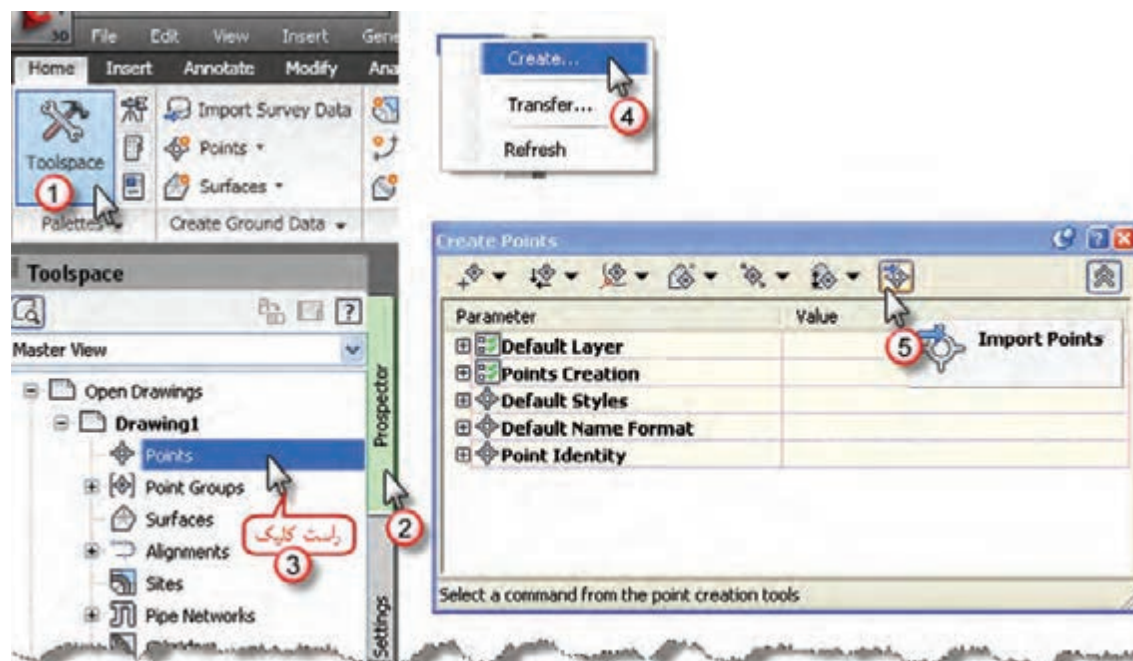 3D
File Edit View Insert Gene
Home Insert Annotate Modify Ana
Toolspace
1
Import Survey Data
Points
Surfaces
Palettes
Create Ground Data
Toolspace
Master View
Open Drawings
Drawing1
Points
Point Groups
Surfaces
راست کلیک
3
Alignments
Sites
Pipe Networks
Prospector
2
Settings
Create...
4
Transfer...
Refresh
Create Points
Parameter Value
5
Import Points
Default Layer
Points Creation
Default Styles
Default Name Format
Point Identity
Select a command from the point creation tools